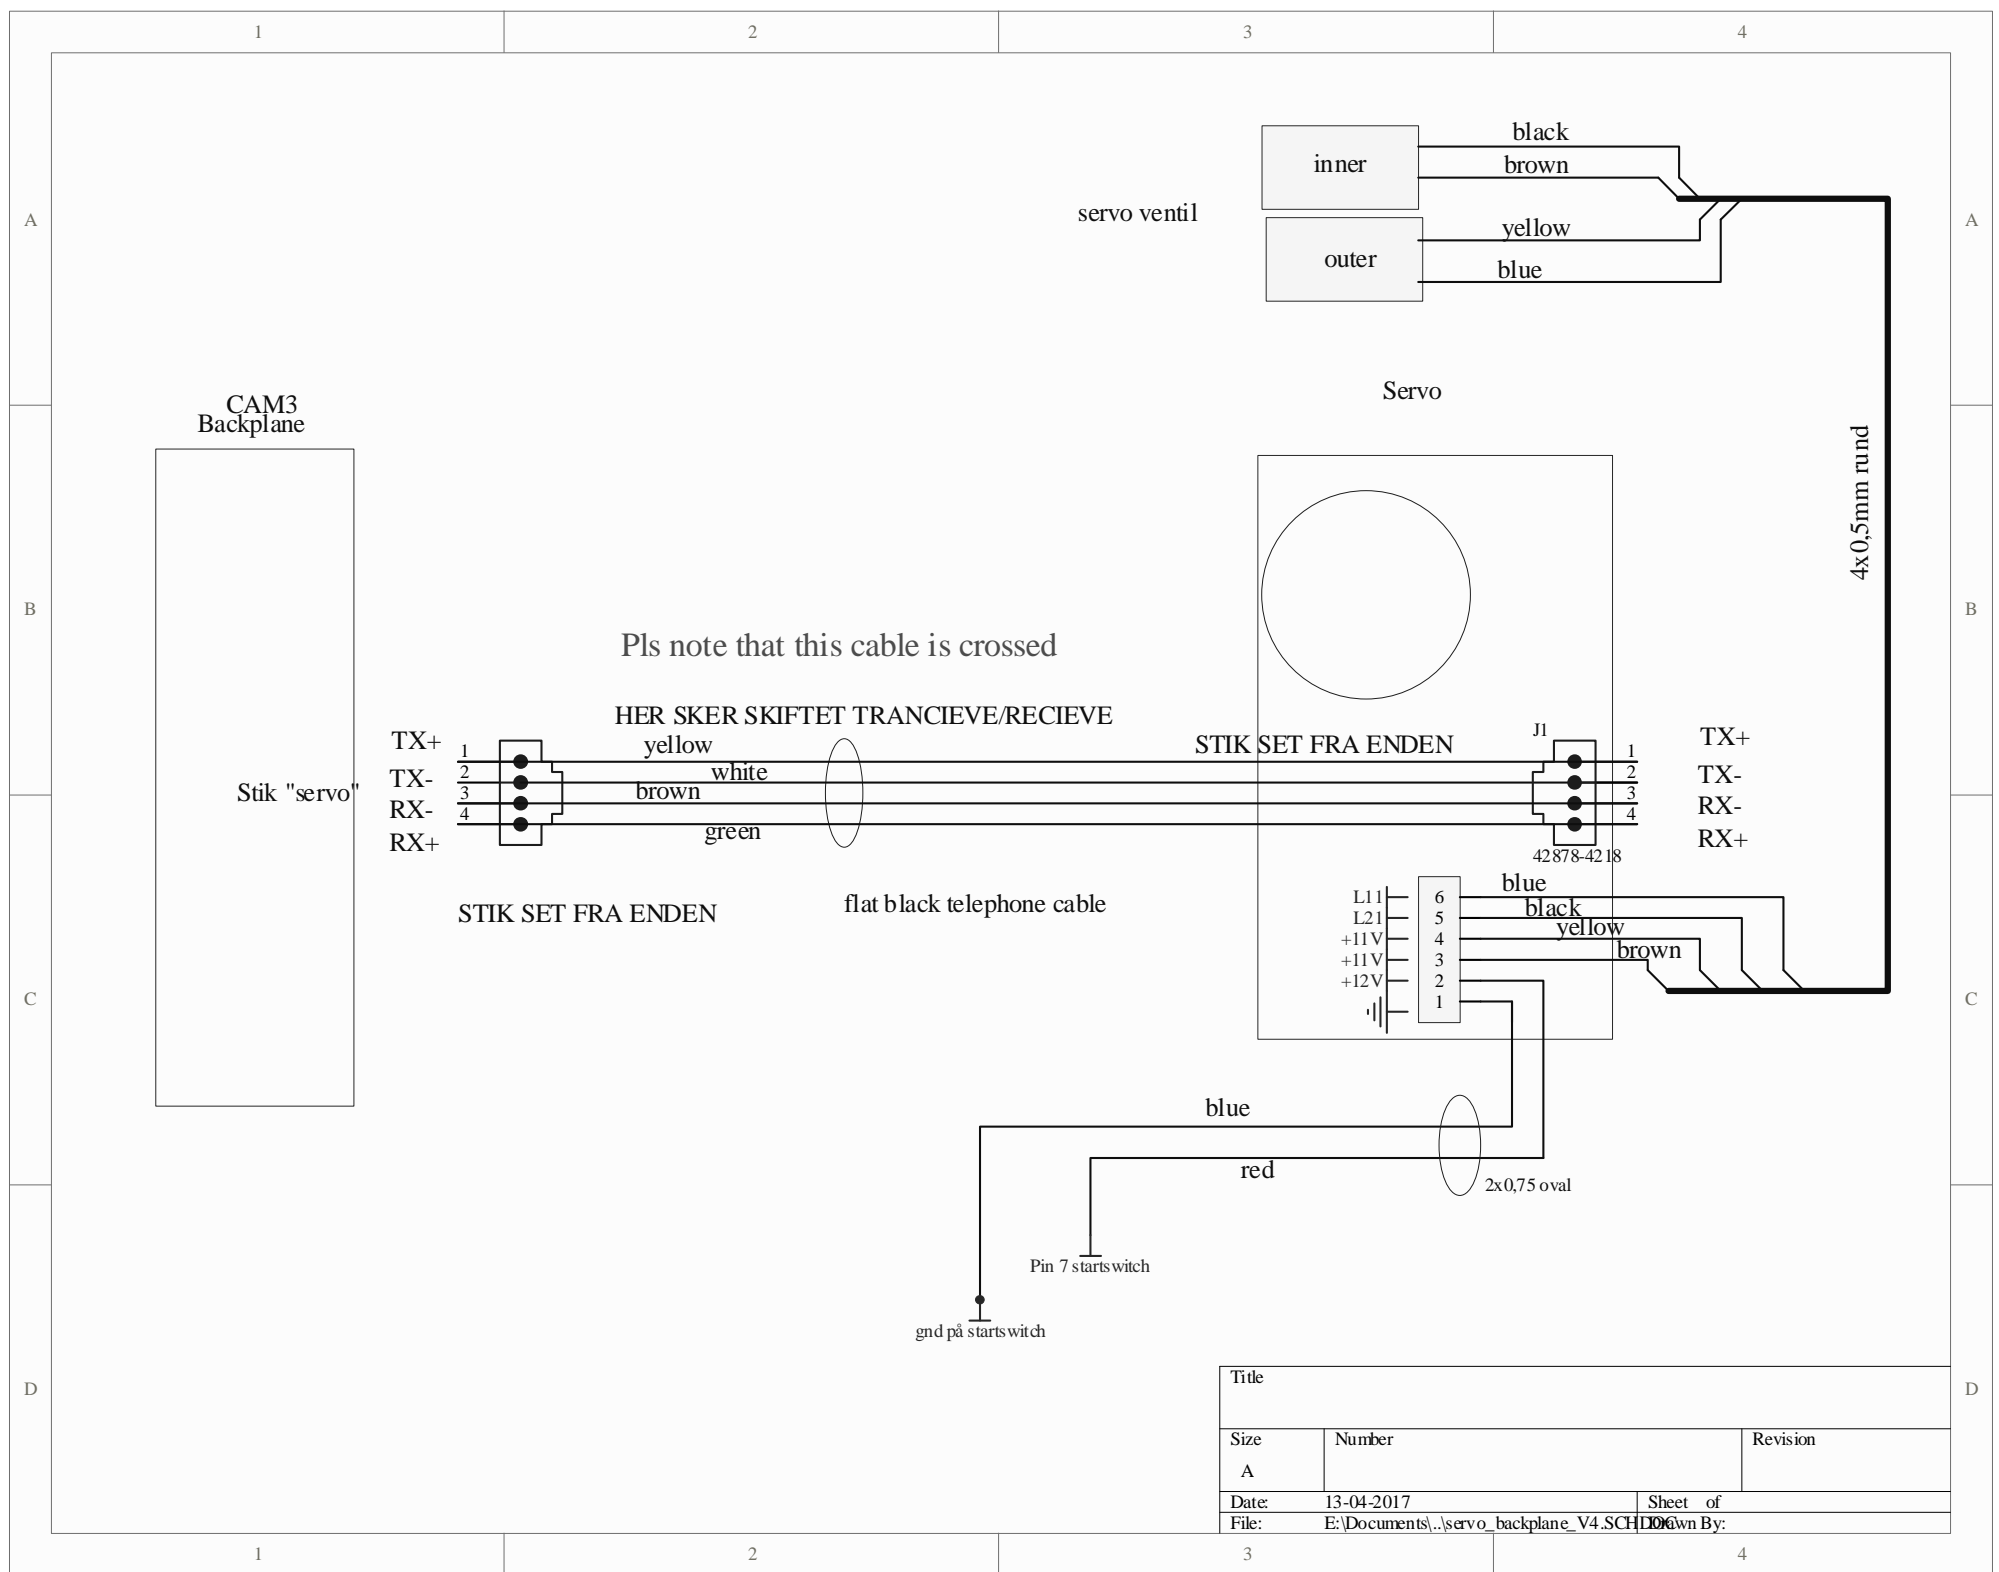 1 2 3 4
A
A
black
inner
brown
servo ventil
yellow
outer
blue
Servo
CAM3
Backplane
4x0,5mm rund
B
B
Pls note that this cable is crossed
HER SKER SKIFTET TRANCIEVE/RECIEVE
TX+
1
yellow
STIK SET FRA ENDEN
J1
1
TX+
TX-
2
white
2
TX-
Stik "servo"
3
brown
3
RX-
4
4
RX-
RX+
green
RX+
42878-4218
STIK SET FRA ENDEN
flat black telephone cable
L11
6
blue
L21
5
black
+11V
4
yellow
+11V
3
brown
+12V
2
1
C
C
blue
red
2x0,75 oval
Pin 7 startswitch
gnd på startswitch
D
D
Title
Size
Number
Revision
A
Date:
13-04-2017
Sheet of
File:
E:\Documents\..\servo_backplane_V4.SCHDOC
Drawn By:
1 2 3 4